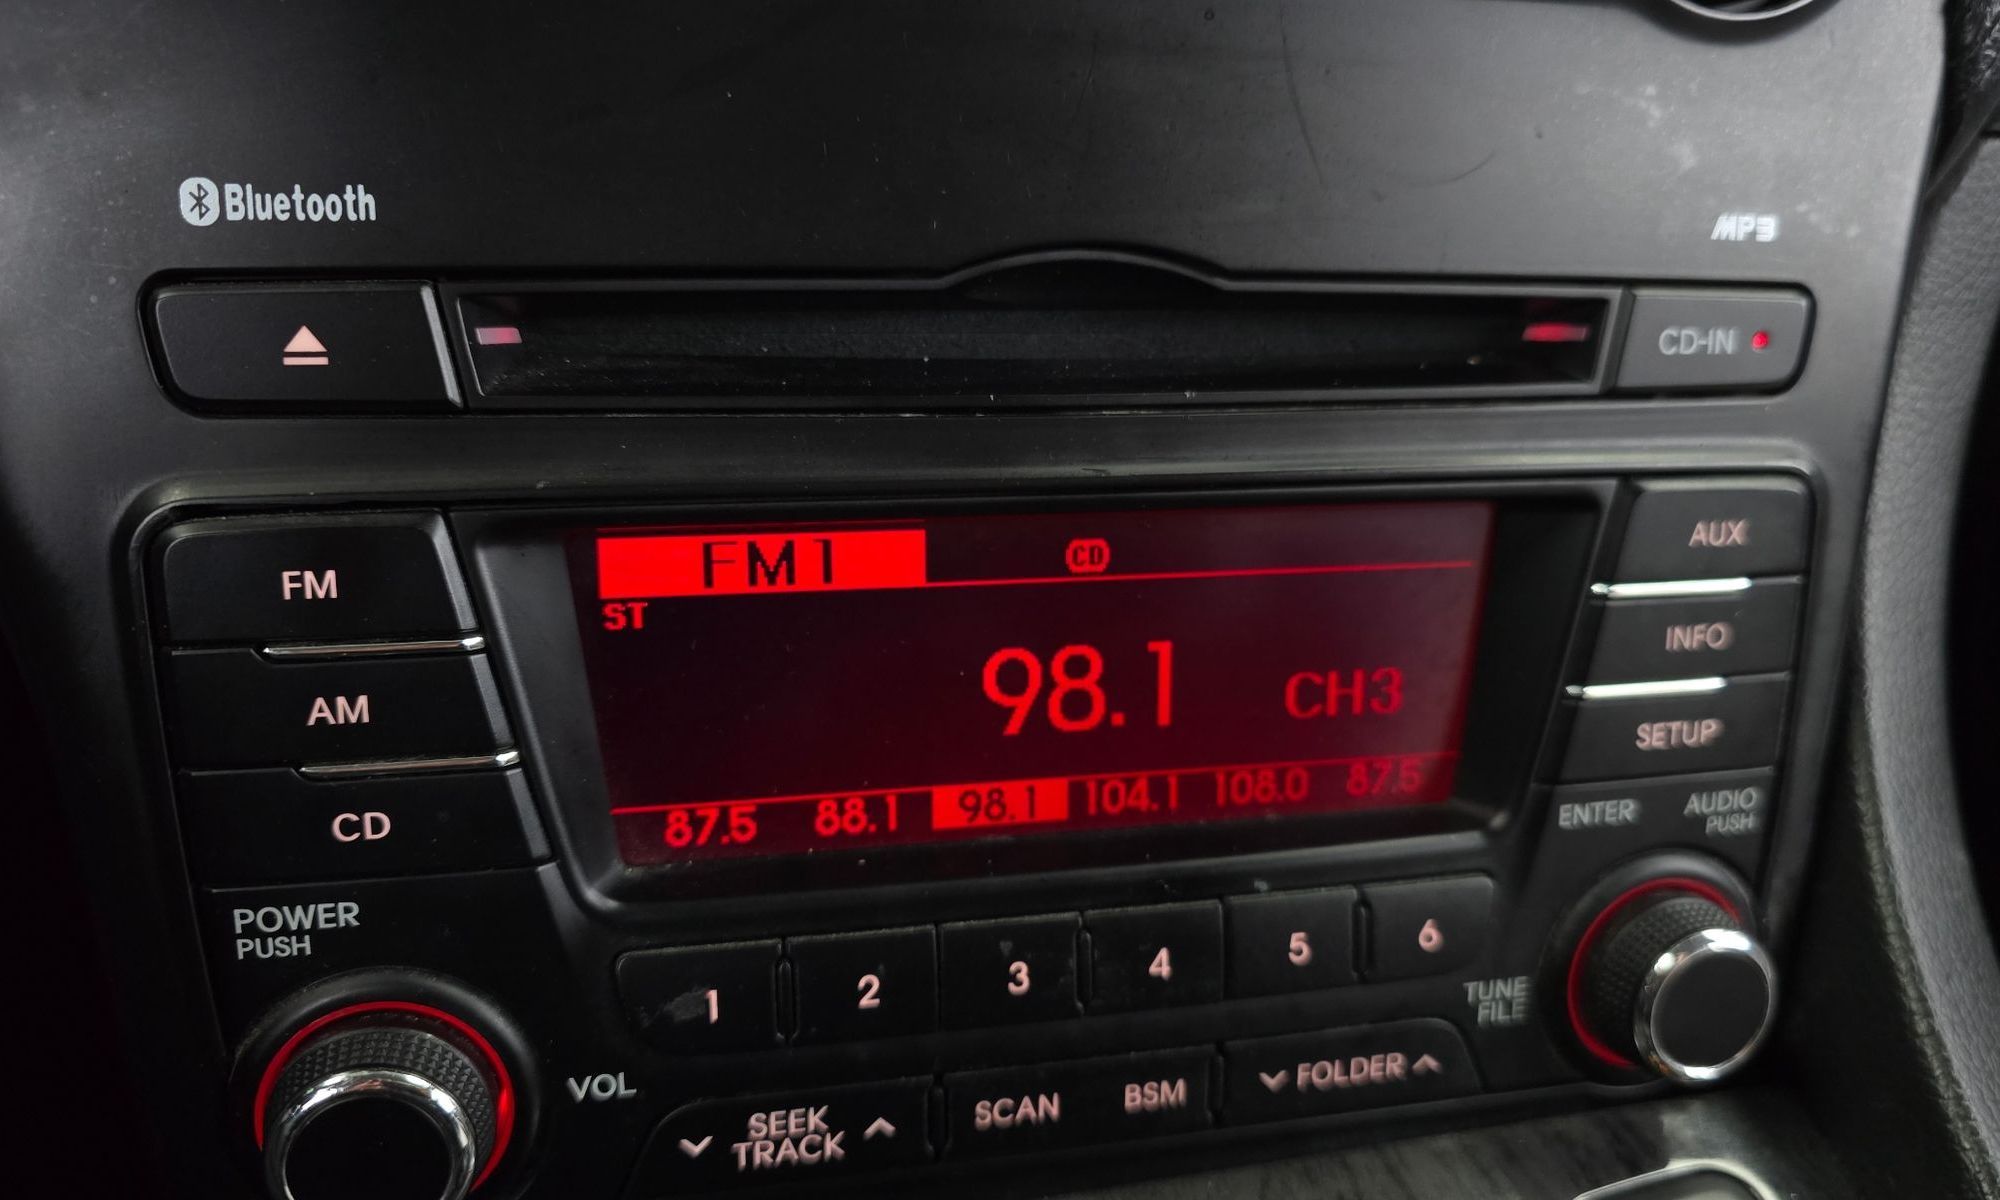 Bluetooth
MP3
CD-IN
FM
AM
CD
FM1
CD
ST
98.1 CH3
87.5 88.1 98.1 104.1 108.0 87.5
AUX
INFO
SETUP
ENTER
AUDIO
PUSH
POWER
PUSH
1 2 3 4 5 6
TUNE
FILE
VOL
SEEK
TRACK
SCAN BSM
FOLDER